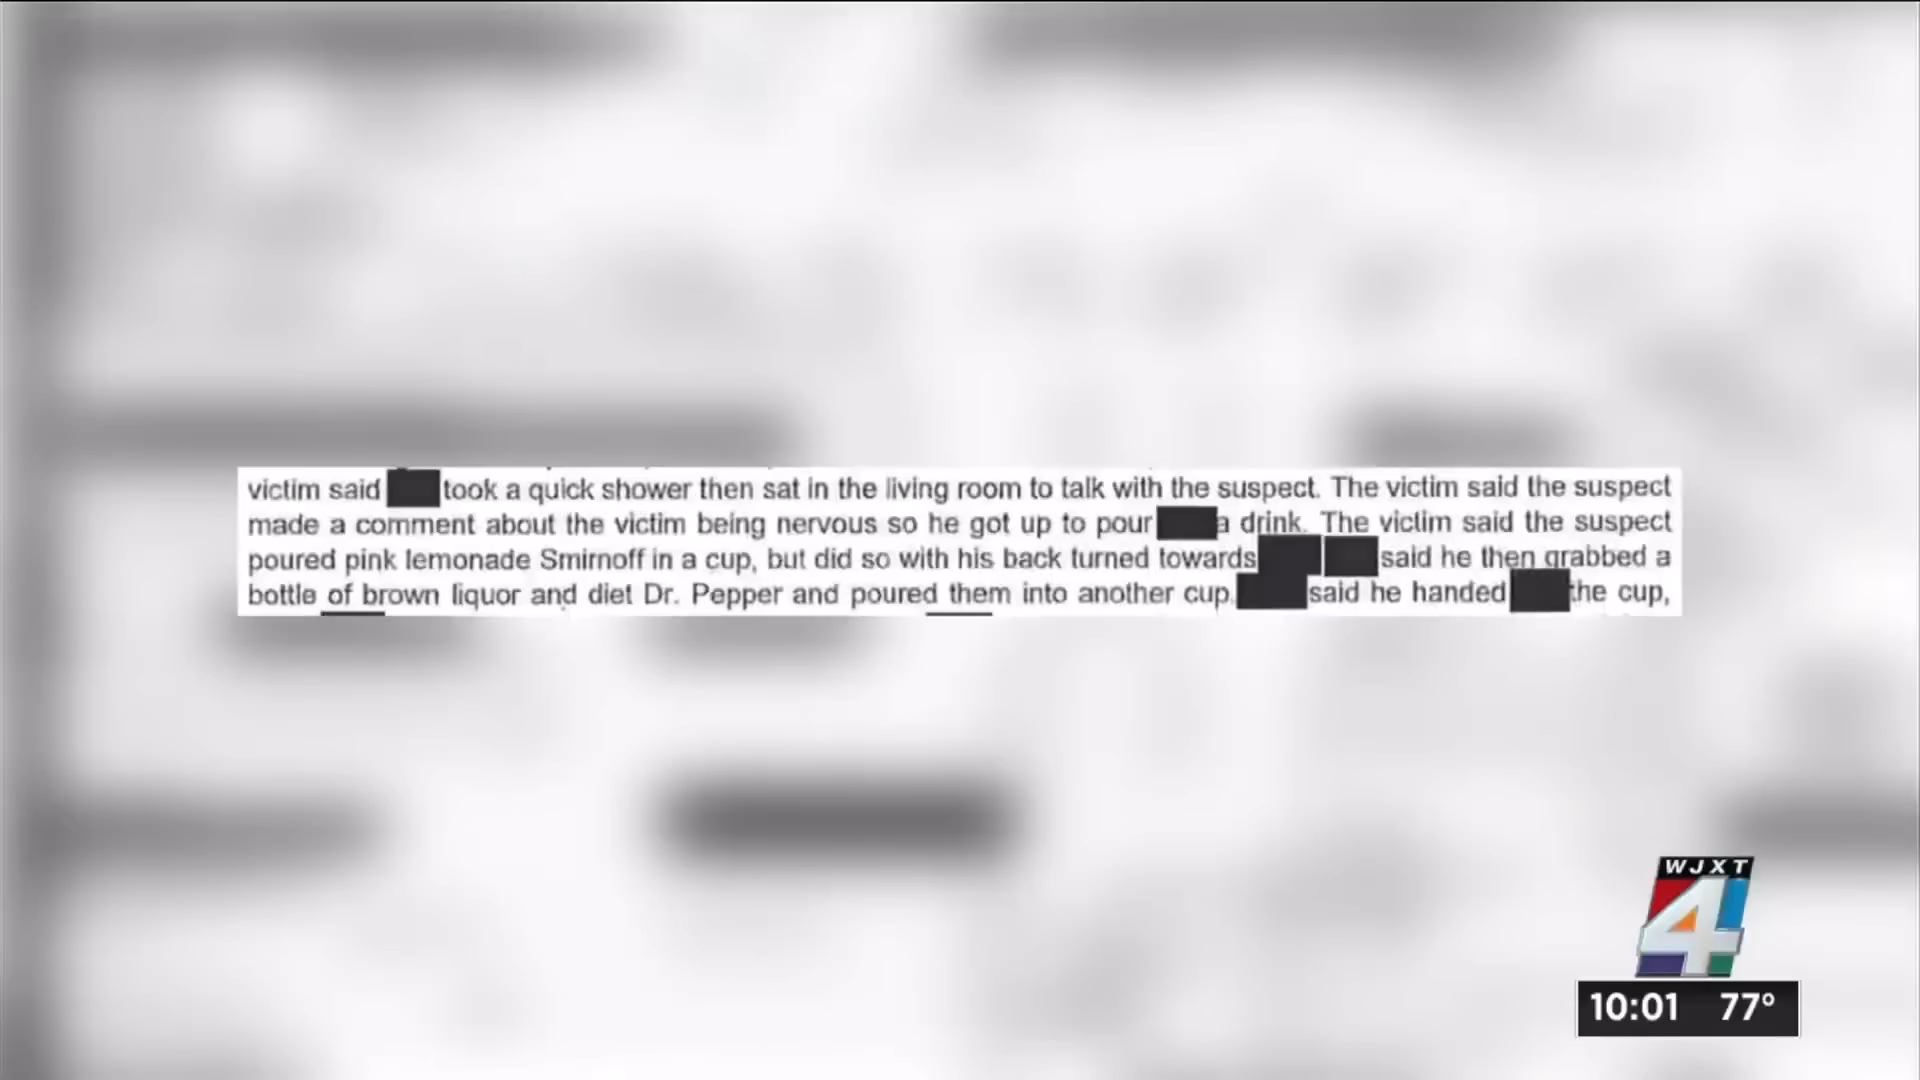 victim said took a quick shower then sat in the living room to talk with the suspect. The victim said the suspect
made a comment about the victim being nervous so he got up to pour a drink. The victim said the suspect
poured pink lemonade Smirnoff in a cup, but did so with his back turned towards said he then grabbed a
bottle of brown liquor and diet Dr. Pepper and poured them into another cup. said he handed the cup,
WJXT
4
10:01 77°